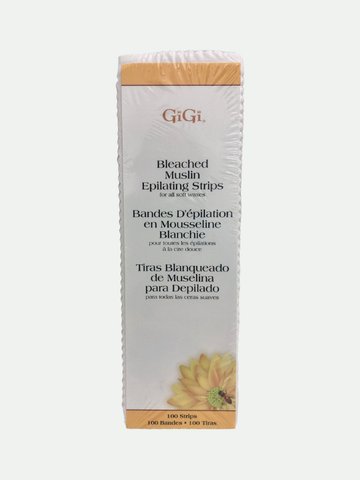 GiGi
Bleached
Muslin
Epilating Strips
for all soft waxes
Bandes D'épilation
en Mousseline
Blanchie
pour toutes les épilations
à la cire douce
Tiras Blanqueado
de Muselina
para Depilado
para todas las ceras suaves
100 Strips
100 Bandes • 100 Tiras